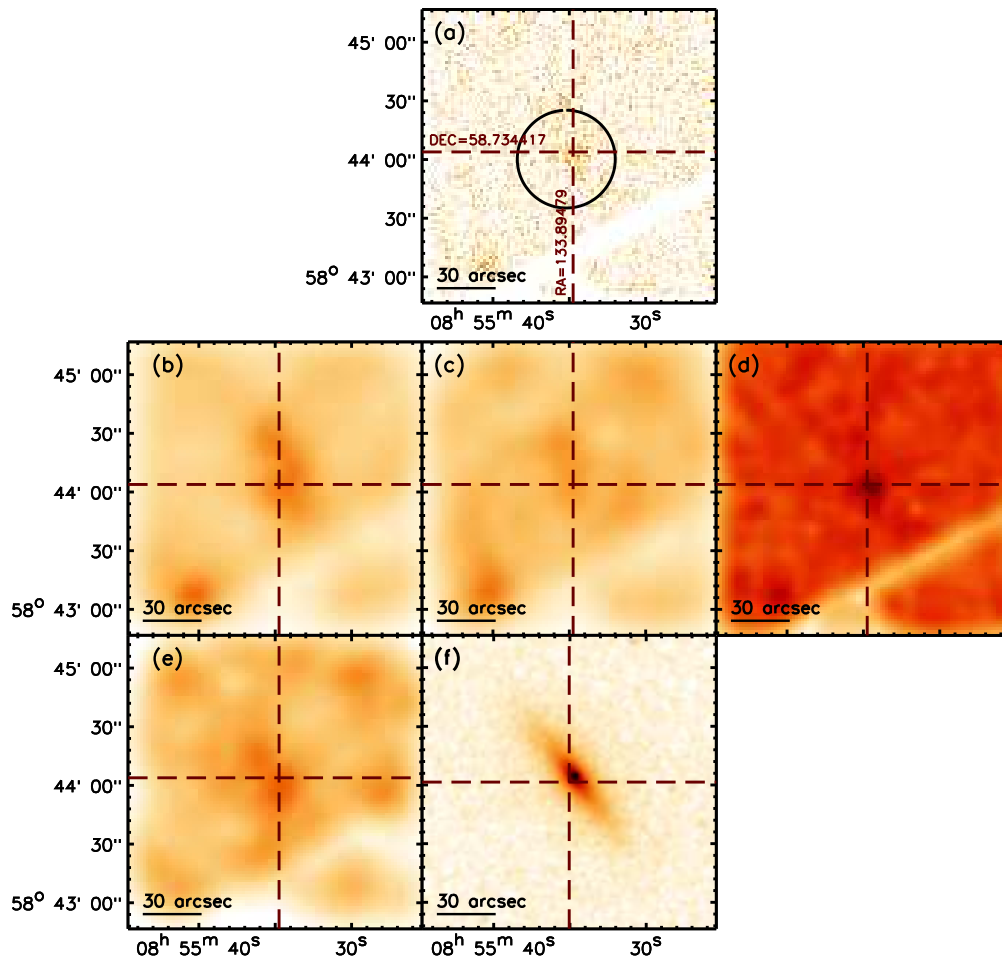 (a)
45' 00"
30"
DEC=58.734417
44' 00"
30"
RA=133.89479
58° 43' 00"
30 arcsec
08ʰ 55ᵐ 40ˢ 30ˢ
(b) (c) (d)
45' 00"
30"
44' 00"
30"
58° 43' 00"
30 arcsec 30 arcsec 30 arcsec
(e) (f)
45' 00"
30"
44' 00"
30"
58° 43' 00"
30 arcsec 30 arcsec
08ʰ 55ᵐ 40ˢ 30ˢ 08ʰ 55ᵐ 40ˢ 30ˢ